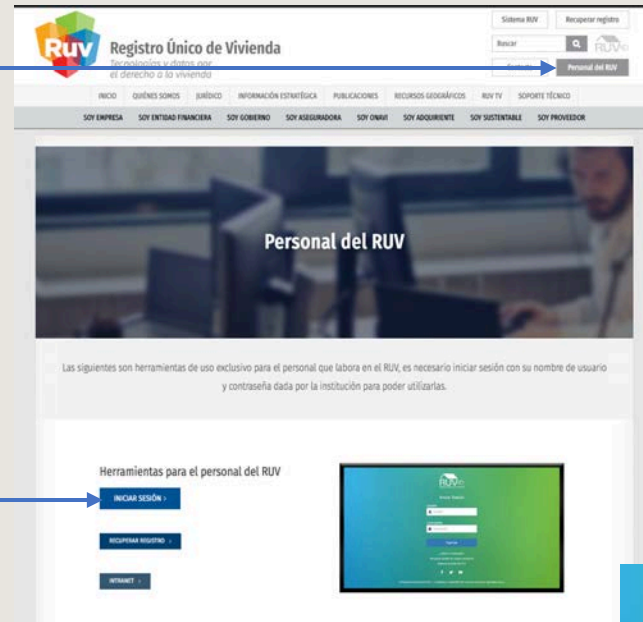 Sistema RUV
Recuperar registro
Ruv
Registro Único de Vivienda
Tecnologías y datos por
el derecho a la vivienda
Buscar
RUV
Contacto
Personal del RUV
INICIO QUIÉNES SOMOS JURÍDICO INFORMACIÓN ESTRATÉGICA PUBLICACIONES RECURSOS GEOGRÁFICOS RUV TV SOPORTE TÉCNICO
SOY EMPRESA SOY ENTIDAD FINANCIERA SOY GOBIERNO SOY ASEGURADORA SOY ONAVI SOY ADQUIRIENTE SOY SUSTENTABLE SOY PROVEEDOR
Personal del RUV
Las siguientes son herramientas de uso exclusivo para el personal que labora en el RUV, es necesario iniciar sesión con su nombre de usuario
y contraseña dada por la institución para poder utilizarlas.
Herramientas para el personal del RUV
INICIAR SESIÓN ›
RECUPERAR REGISTRO ›
INTRANET ›
RUV